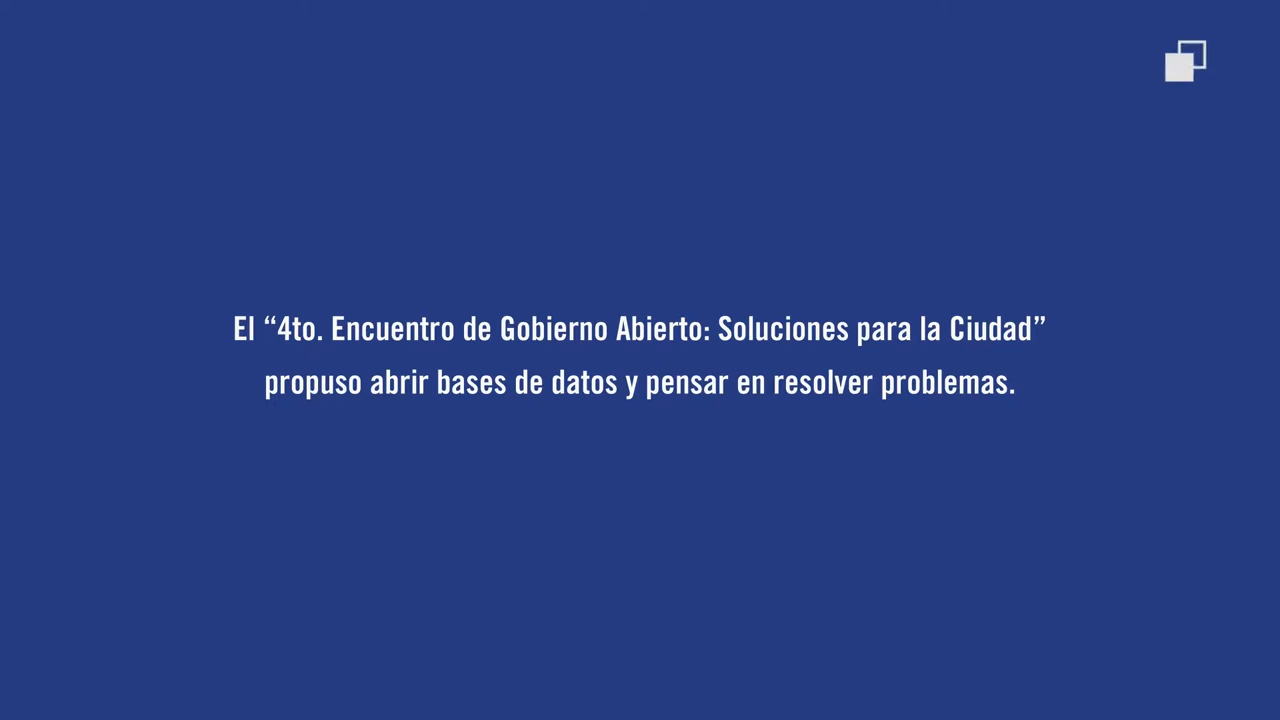 El “4to. Encuentro de Gobierno Abierto: Soluciones para la Ciudad”
propuso abrir bases de datos y pensar en resolver problemas.